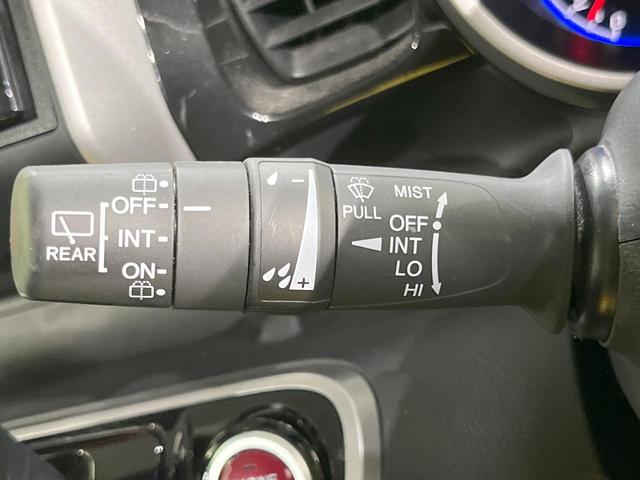 REAR
OFF
INT
ON
−
+
PULL
MIST
OFF
INT
LO
HI